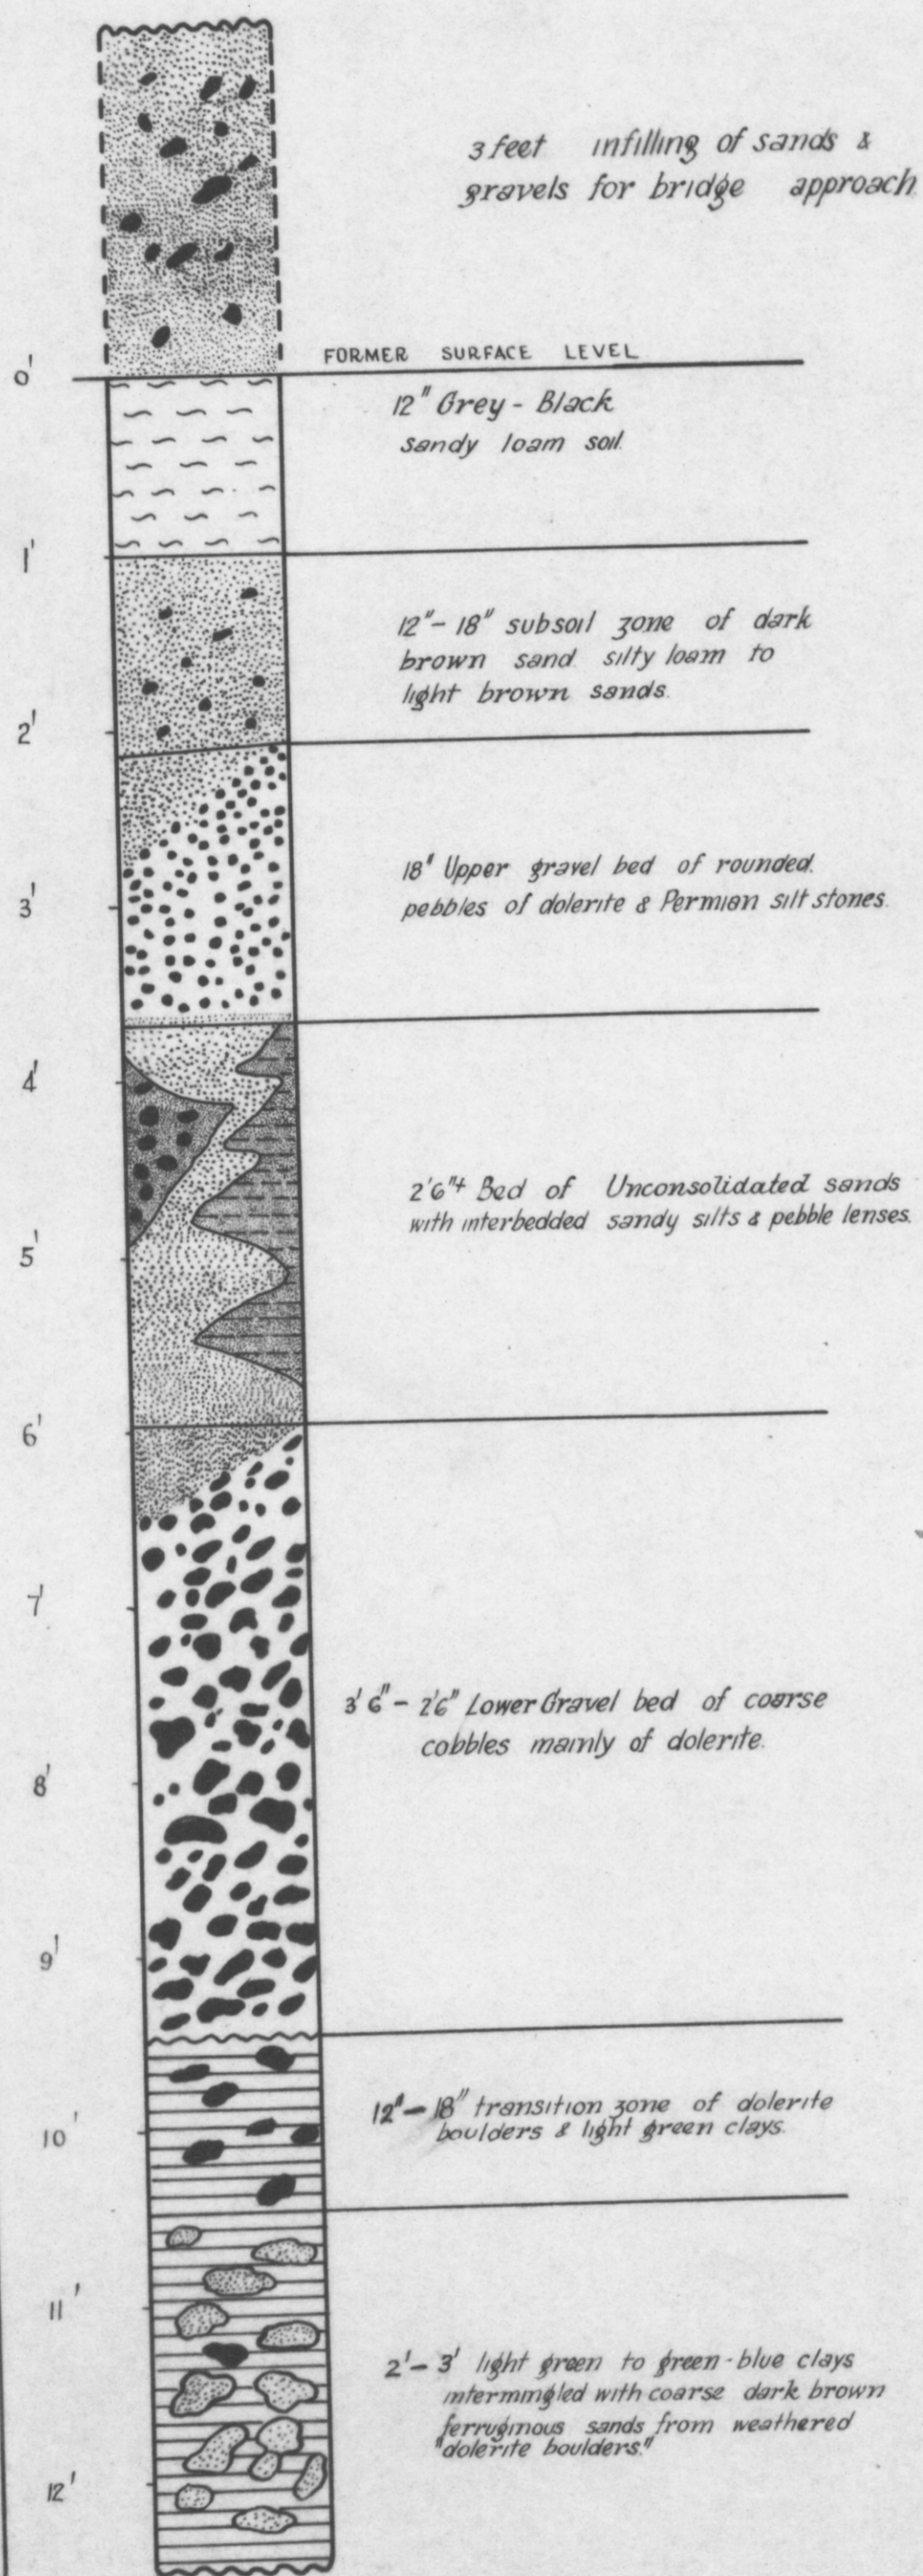 3 feet infilling of sands &
gravels for bridge approach
FORMER SURFACE LEVEL
0'
12" Grey - Black
sandy loam soil.
1'
12"- 18" subsoil zone of dark
brown sand silty loam to
light brown sands.
2'
18" Upper gravel bed of rounded.
pebbles of dolerite & Permian silt stones.
3'
4'
2'6"+ Bed of Unconsolidated sands
with interbedded sandy silts & pebble lenses.
5'
6'
7'
3' 6" - 2'6" Lower Gravel bed of coarse
cobbles mainly of dolerite.
8'
9'
12" - 18" transition zone of dolerite
boulders & light green clays.
10'
11'
2' - 3' light green to green-blue clays
intermingled with coarse dark brown
ferruginous sands from weathered
"dolerite boulders."
12'